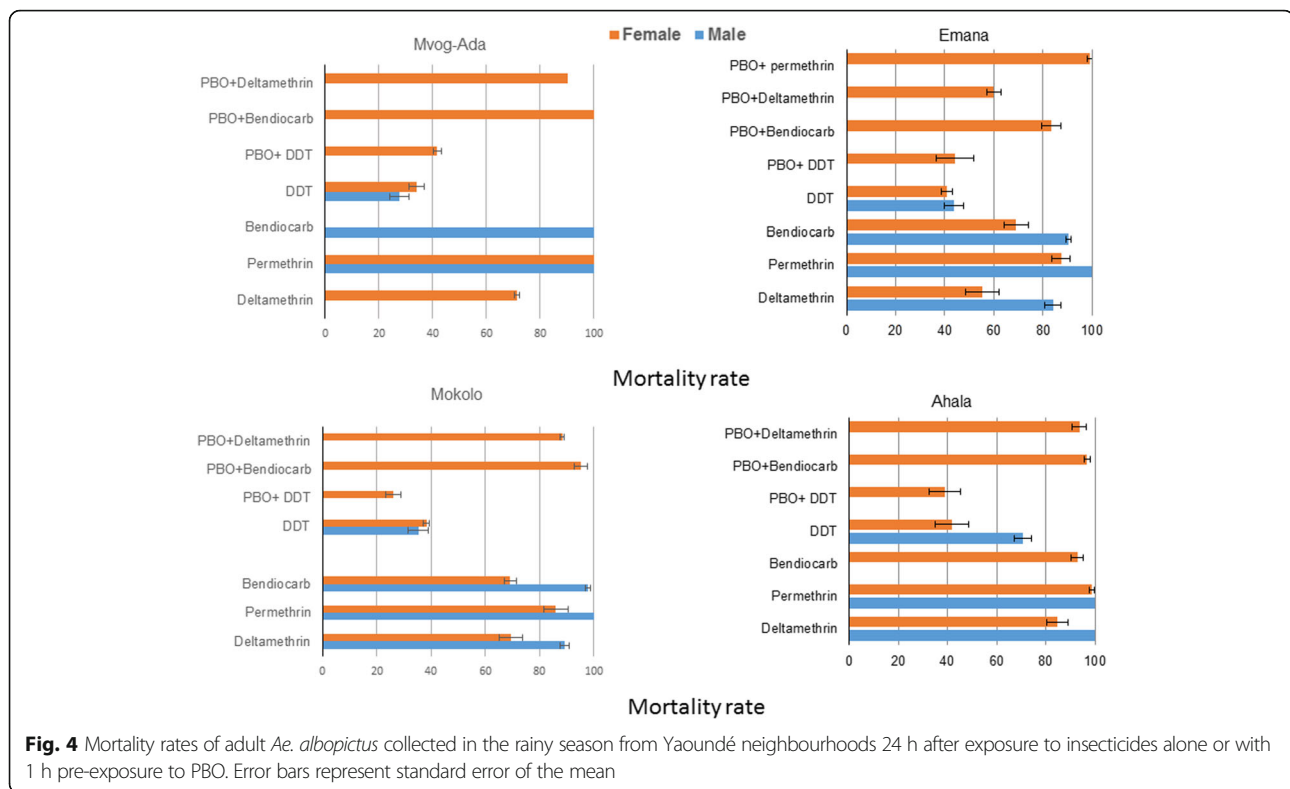 Mvog-Ada
Female Male
Emana
PBO+Deltamethrin
PBO+Bendiocarb
PBO+ DDT
DDT
Bendiocarb
Permethrin
Deltamethrin
0 20 40 60 80 100
PBO+ permethrin
PBO+Deltamethrin
PBO+Bendiocarb
PBO+ DDT
DDT
Bendiocarb
Permethrin
Deltamethrin
0 20 40 60 80 100
Mortality rate
Mokolo
PBO+Deltamethrin
PBO+Bendiocarb
PBO+ DDT
DDT
Bendiocarb
Permethrin
Deltamethrin
0 20 40 60 80 100
Ahala
PBO+Deltamethrin
PBO+Bendiocarb
PBO+ DDT
DDT
Bendiocarb
Permethrin
Deltamethrin
0 20 40 60 80 100
Mortality rate
Fig. 4 Mortality rates of adult Ae. albopictus collected in the rainy season from Yaoundé neighbourhoods 24 h after exposure to insecticides alone or with
1 h pre-exposure to PBO. Error bars represent standard error of the mean